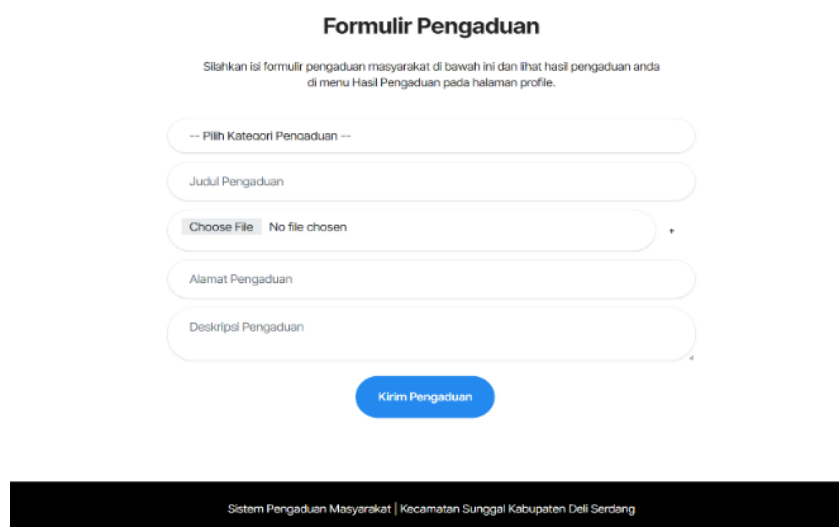 Formulir Pengaduan
Silahkan isi formulir pengaduan masyarakat di bawah ini dan lihat hasil pengaduan anda
di menu Hasil Pengaduan pada halaman profile.
-- Pilih Kategori Pengaduan --
Judul Pengaduan
Choose File No file chosen +
Alamat Pengaduan
Deskripsi Pengaduan
Kirim Pengaduan
Sistem Pengaduan Masyarakat | Kecamatan Sunggal Kabupaten Deli Serdang